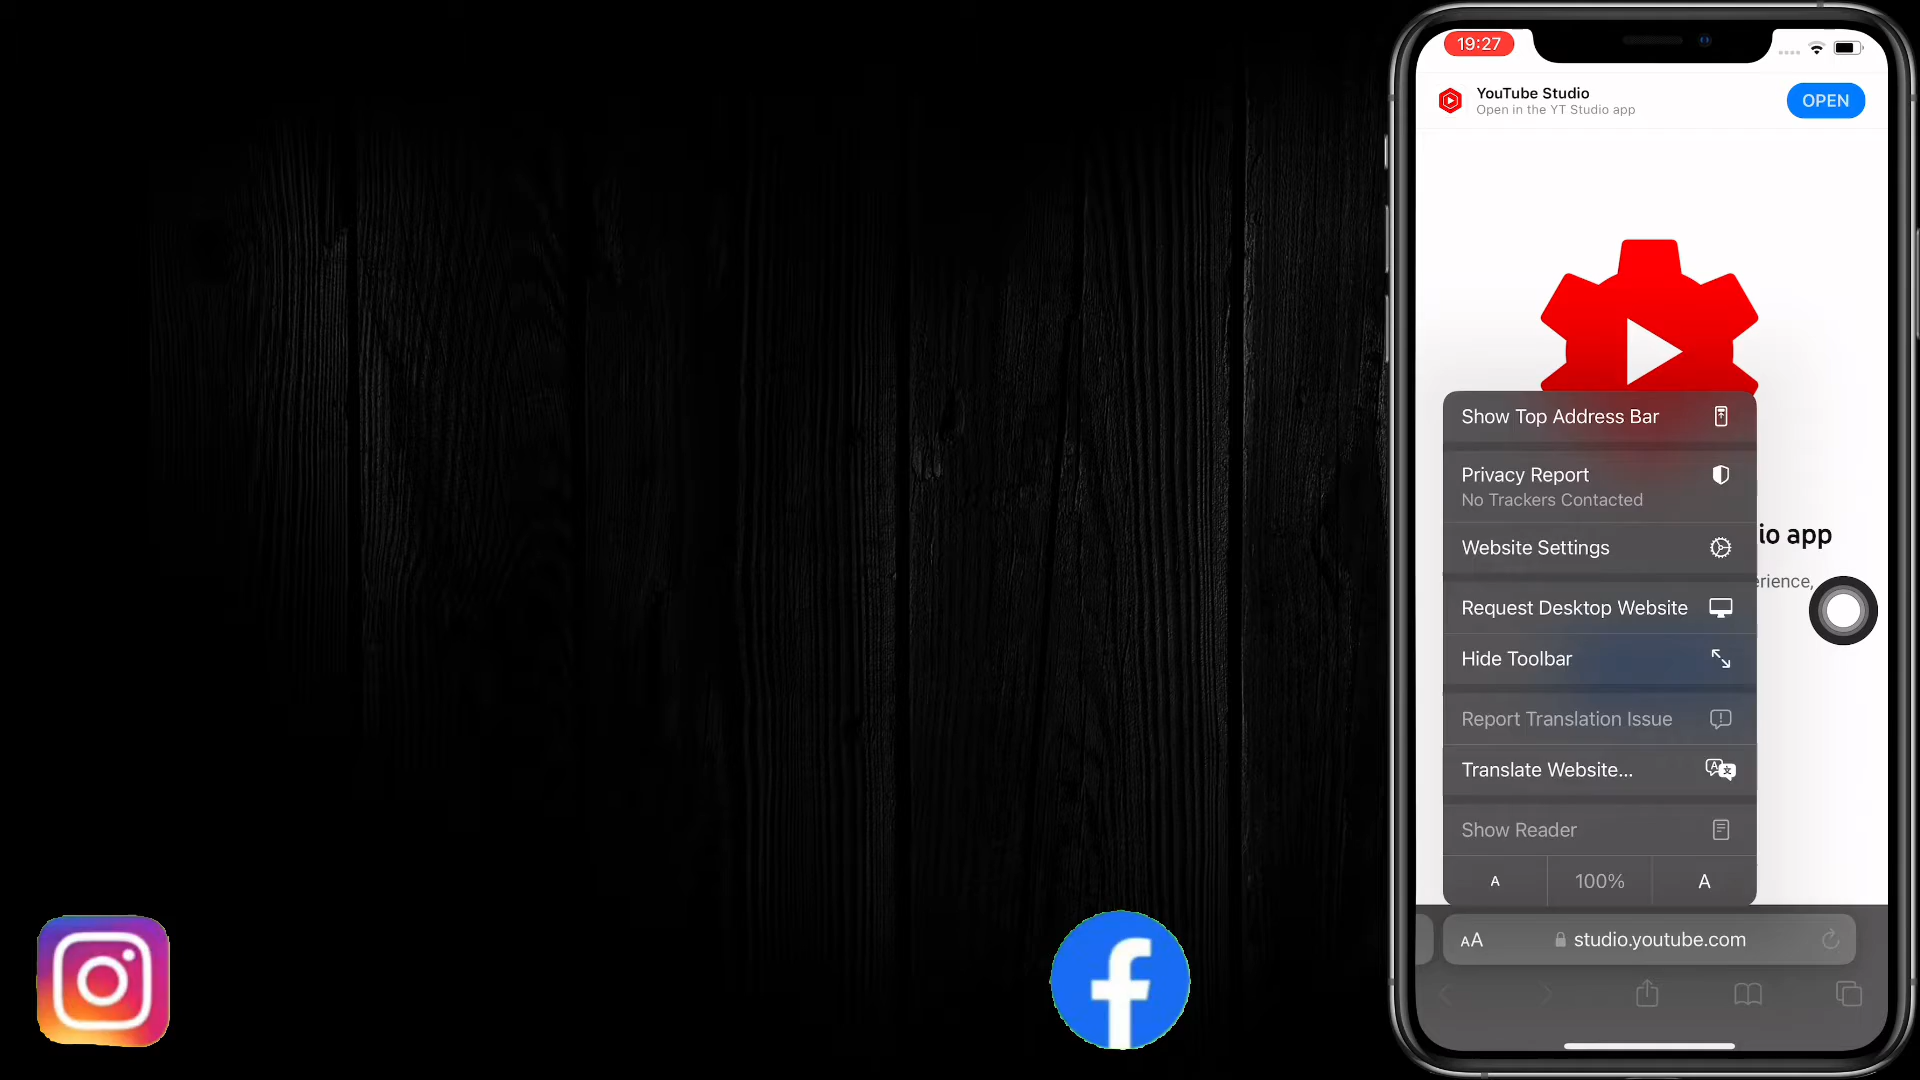 19:27
YouTube Studio
Open in the YT Studio app
OPEN
Show Top Address Bar
Privacy Report
No Trackers Contacted
Website Settings
io app
erience,
Request Desktop Website
Hide Toolbar
Report Translation Issue
Translate Website...
Show Reader
A 100% A
AA studio.youtube.com